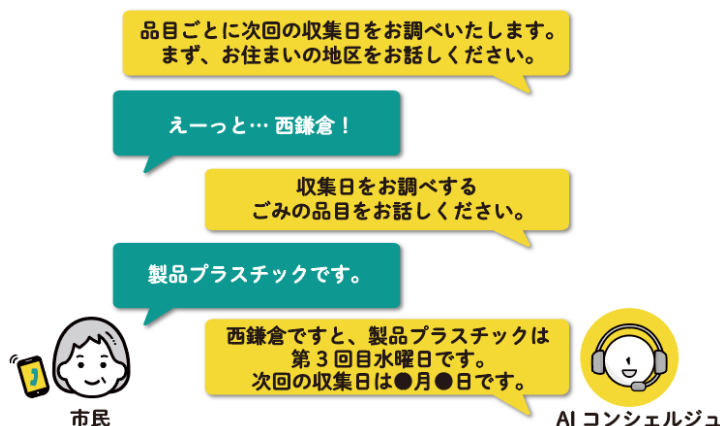 品目ごとに次回の収集日をお調べいたします。
まず、お住まいの地区をお話しください。
えーっと… 西鎌倉！
収集日をお調べする
ごみの品目をお話しください。
製品プラスチックです。
西鎌倉ですと、製品プラスチックは
第３回目水曜日です。
次回の収集日は●月●日です。
市民
AI コンシェルジュ